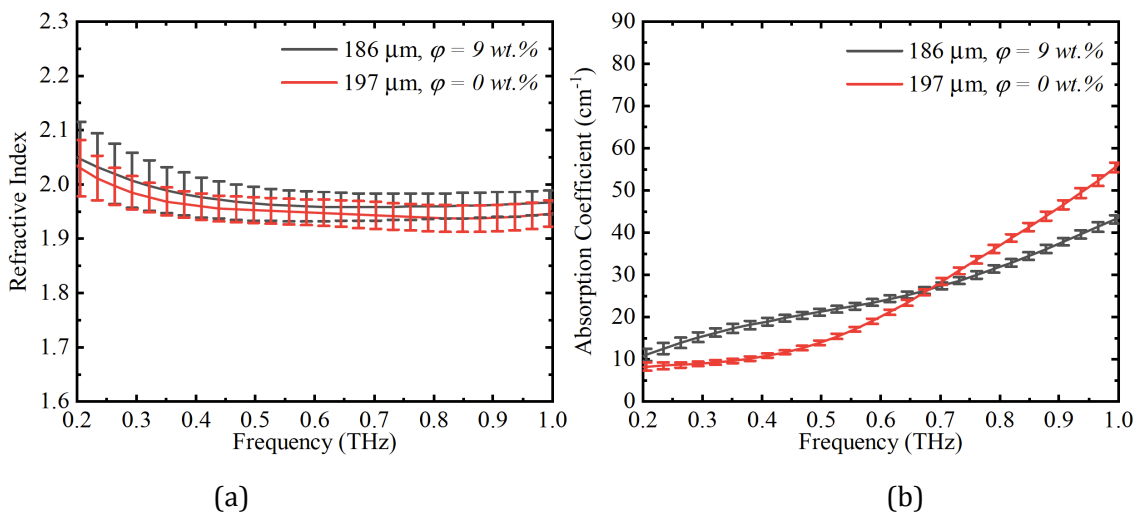 2.3
2.2
2.1
2.0
1.9
1.8
1.7
1.6
Refractive Index
186 μm, φ = 9 wt.%
197 μm, φ = 0 wt.%
0.2 0.3 0.4 0.5 0.6 0.7 0.8 0.9 1.0
Frequency (THz)
(a)
90
80
70
60
50
40
30
20
10
0
Absorption Coefficient (cm⁻¹)
186 μm, φ = 9 wt.%
197 μm, φ = 0 wt.%
0.2 0.3 0.4 0.5 0.6 0.7 0.8 0.9 1.0
Frequency (THz)
(b)